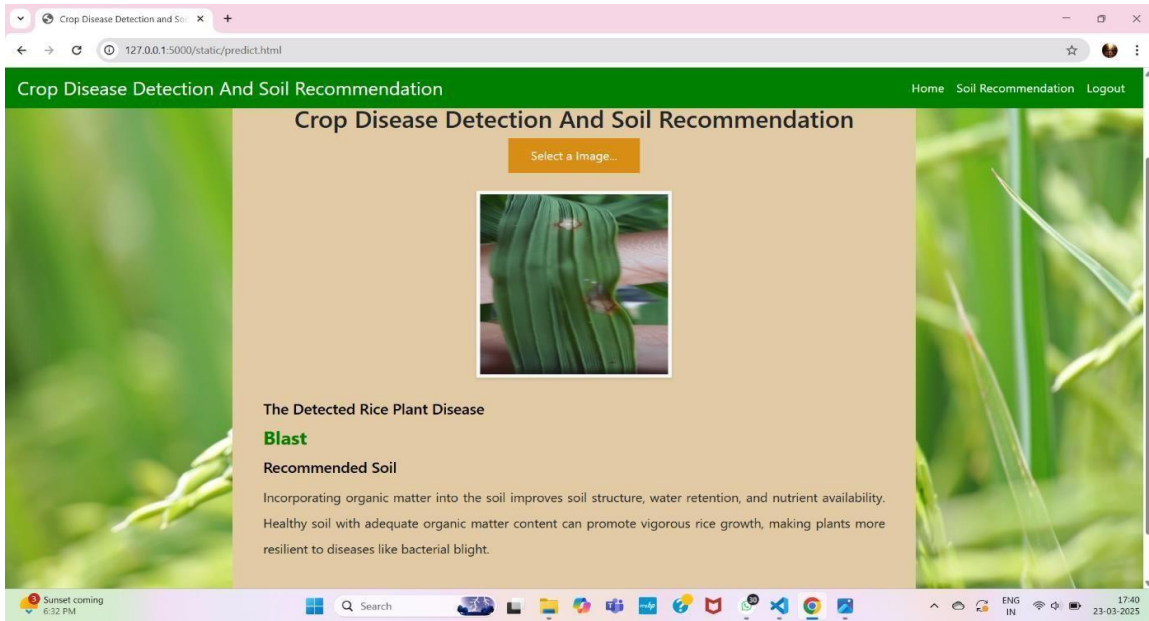 Crop Disease Detection and Soi
127.0.0.1:5000/static/predict.html
Crop Disease Detection And Soil Recommendation
Home Soil Recommendation Logout
Crop Disease Detection And Soil Recommendation
Select a Image...
The Detected Rice Plant Disease
Blast
Recommended Soil
Incorporating organic matter into the soil improves soil structure, water retention, and nutrient availability.
Healthy soil with adequate organic matter content can promote vigorous rice growth, making plants more
resilient to diseases like bacterial blight.
3 Sunset coming
6:32 PM
Search
30
ENG
IN
17:40
23-03-2025